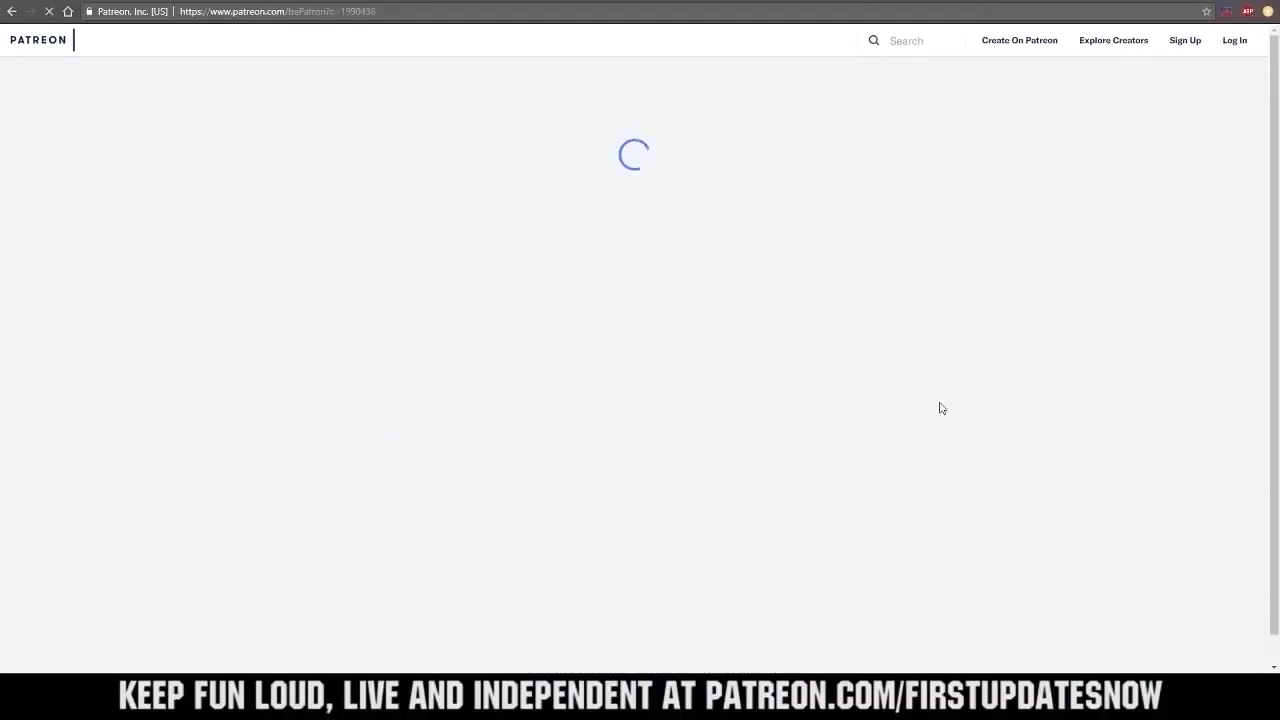 Patreon, Inc. [US] | https://www.patreon.com/bePatron?c=1990436
PATREON
Search
Create On Patreon
Explore Creators
Sign Up
Log In
KEEP FUN LOUD, LIVE AND INDEPENDENT AT PATREON.COM/FIRSTUPDATESNOW